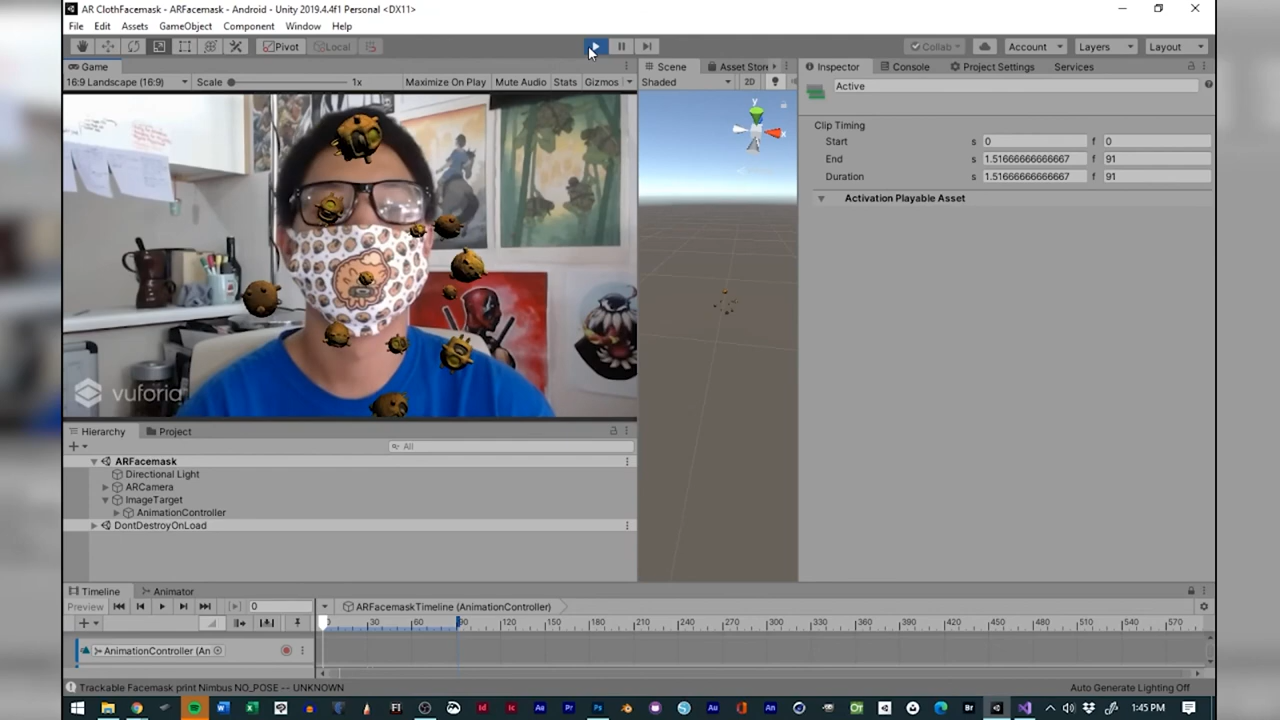 AR ClothFacemask - ARFacemask - Android - Unity 2019.4.4f1 Personal <DX11>
File Edit Assets GameObject Component Window Help
Pivot Local Collab Account Layers Layout
Game Scene Asset Store Inspector Console Project Settings Services
16:9 Landscape (16:9) Scale 1x Maximize On Play Mute Audio Stats Gizmos Shaded 2D
Active
y
x
Clip Timing
Start s 0 f 0
End s 1.51666666666667 f 91
Duration s 1.51666666666667 f 91
Activation Playable Asset
vuforia
Hierarchy Project
All
ARFacemask
Directional Light
ARCamera
ImageTarget
AnimationController
DontDestroyOnLoad
Timeline Animator
Preview 0 ARFacemaskTimeline (AnimationController)
0 30 60 90 120 150 180 210 240 270 300 330 360 390 420 450 480 510 540 570
AnimationController (An
Trackable Facemask print Nimbus NO_POSE -- UNKNOWN Auto Generate Lighting Off
1:45 PM